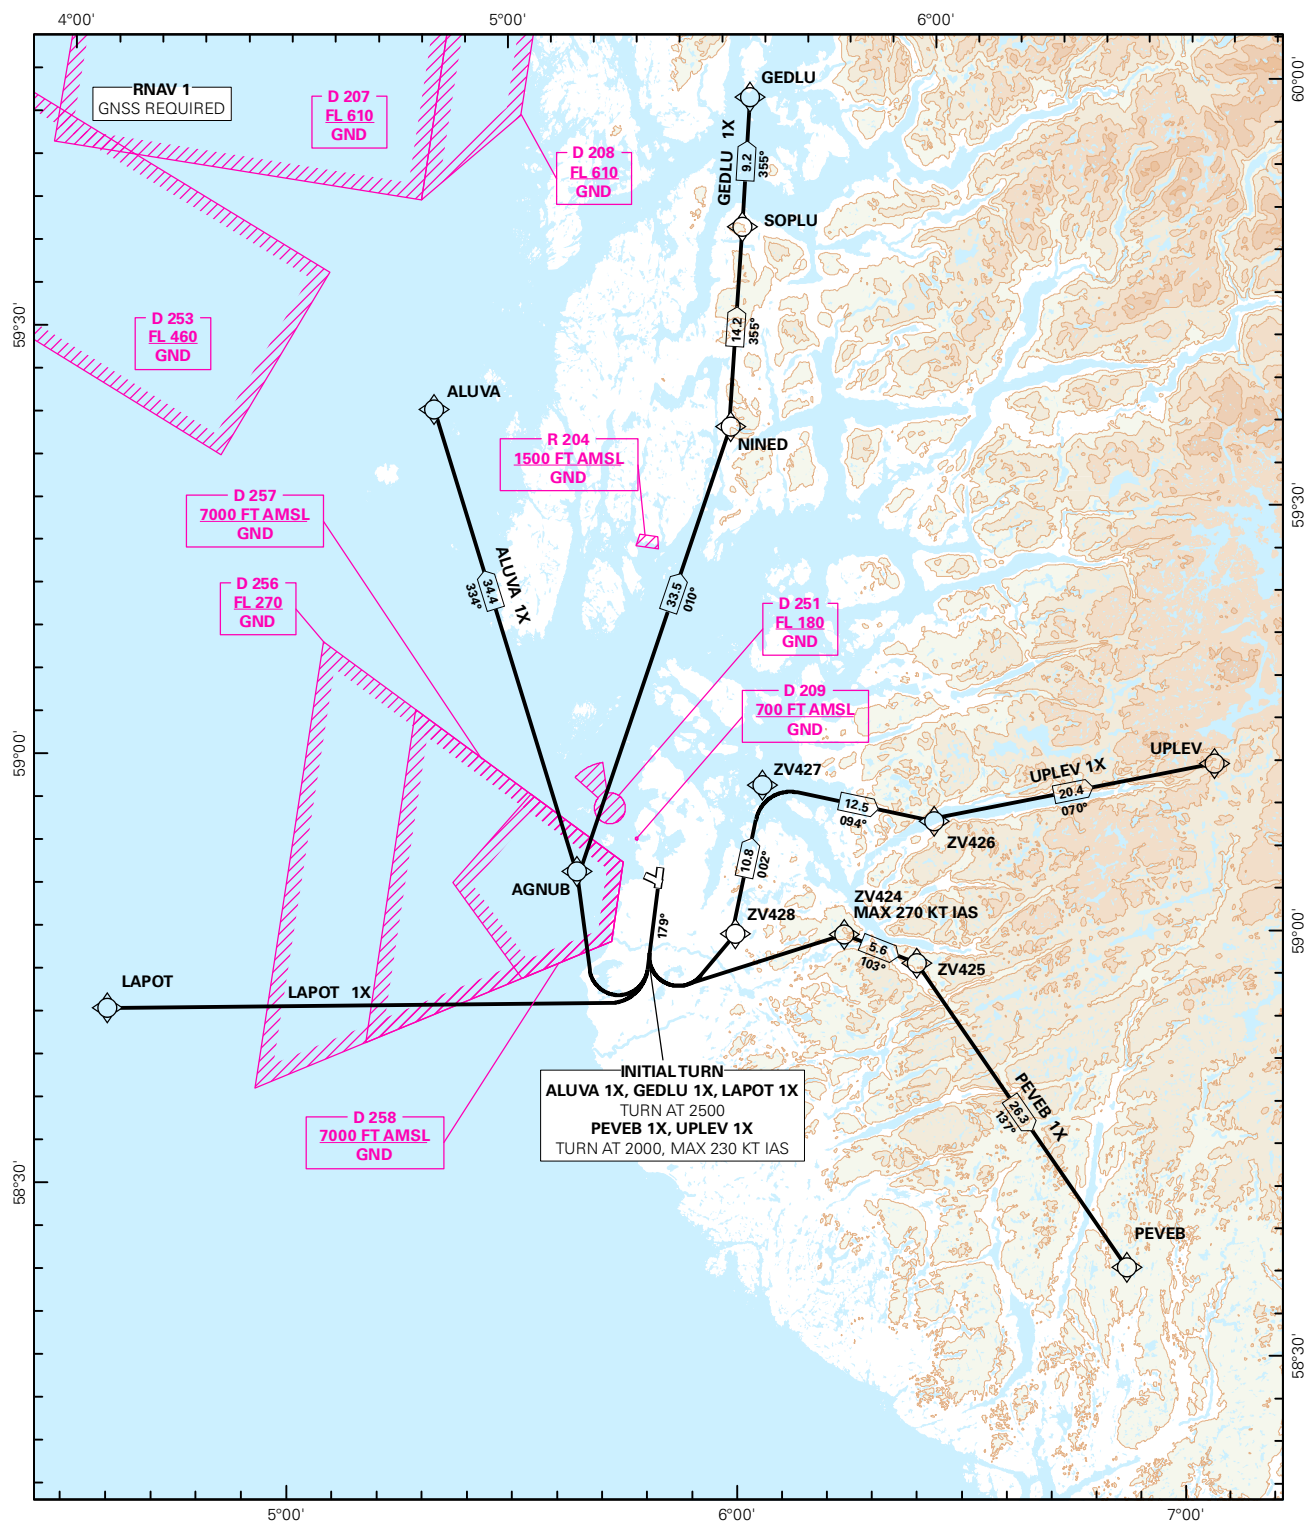 4°00'
5°00'
6°00'
60°00'
RNAV 1
GNSS REQUIRED
D 207
FL 610
GND
D 208
FL 610
GND
GEDLU
GEDLU 1X
9.2
355°
SOPLU
59°30'
D 253
FL 460
GND
14.2
355°
ALUVA
NINED
R 204
1500 FT AMSL
GND
D 257
7000 FT AMSL
GND
59°30'
D 256
FL 270
GND
ALUVA 1X
34.4
334°
33.5
010°
D 251
FL 180
GND
D 209
700 FT AMSL
GND
59°00'
ZV427
UPLEV
UPLEV 1X
20.4
070°
12.5
094°
ZV426
10.8
002°
AGNUB
179°
ZV428
ZV424
MAX 270 KT IAS
59°00'
5.6
103°
ZV425
LAPOT
LAPOT 1X
INITIAL TURN
ALUVA 1X, GEDLU 1X, LAPOT 1X
TURN AT 2500
PEVEB 1X, UPLEV 1X
TURN AT 2000, MAX 230 KT IAS
D 258
7000 FT AMSL
GND
PEVEB 1X
26.3
137°
58°30'
PEVEB
58°30'
5°00'
6°00'
7°00'